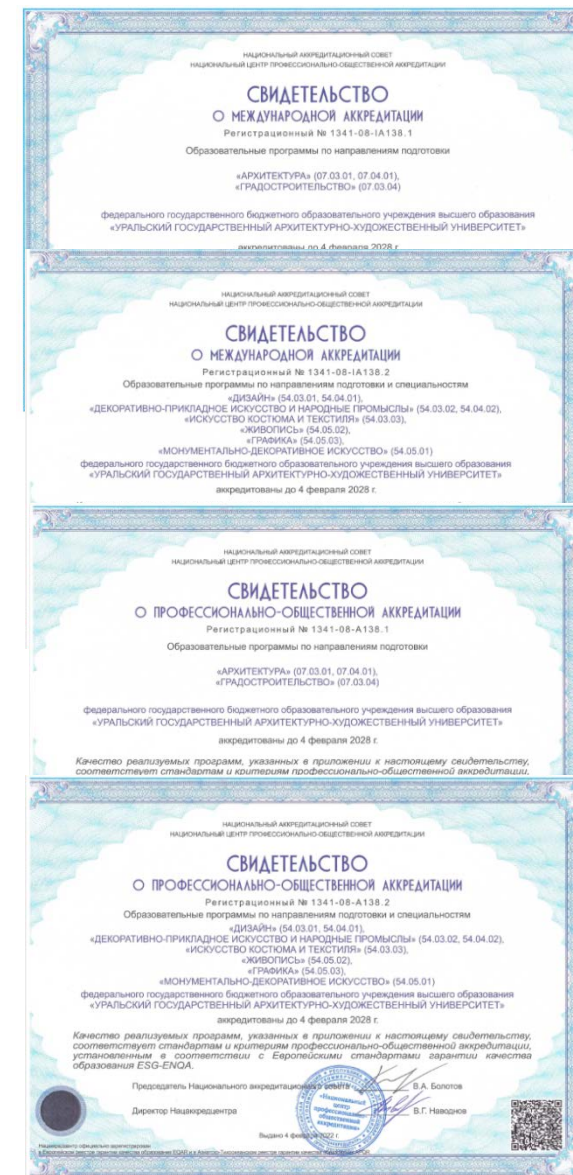 НАЦИОНАЛЬНЫЙ АККРЕДИТАЦИОННЫЙ СОВЕТ
НАЦИОНАЛЬНЫЙ ЦЕНТР ПРОФЕССИОНАЛЬНО-ОБЩЕСТВЕННОЙ АККРЕДИТАЦИИ
СВИДЕТЕЛЬСТВО
О МЕЖДУНАРОДНОЙ АККРЕДИТАЦИИ
Регистрационный № 1341-08-IA138.1
Образовательные программы по направлениям подготовки
«АРХИТЕКТУРА» (07.03.01, 07.04.01),
«ГРАДОСТРОИТЕЛЬСТВО» (07.03.04)
федерального государственного бюджетного образовательного учреждения высшего образования
«УРАЛЬСКИЙ ГОСУДАРСТВЕННЫЙ АРХИТЕКТУРНО-ХУДОЖЕСТВЕННЫЙ УНИВЕРСИТЕТ»
аккредитованы до 4 февраля 2028 г.
НАЦИОНАЛЬНЫЙ АККРЕДИТАЦИОННЫЙ СОВЕТ
НАЦИОНАЛЬНЫЙ ЦЕНТР ПРОФЕССИОНАЛЬНО-ОБЩЕСТВЕННОЙ АККРЕДИТАЦИИ
СВИДЕТЕЛЬСТВО
О МЕЖДУНАРОДНОЙ АККРЕДИТАЦИИ
Регистрационный № 1341-08-IA138.2
Образовательные программы по направлениям подготовки и специальностям
«ДИЗАЙН» (54.03.01, 54.04.01),
«ДЕКОРАТИВНО-ПРИКЛАДНОЕ ИСКУССТВО И НАРОДНЫЕ ПРОМЫСЛЫ» (54.03.02, 54.04.02),
«ИСКУССТВО КОСТЮМА И ТЕКСТИЛЯ» (54.03.03),
«ЖИВОПИСЬ» (54.05.02),
«ГРАФИКА» (54.05.03),
«МОНУМЕНТАЛЬНО-ДЕКОРАТИВНОЕ ИСКУССТВО» (54.05.01)
федерального государственного бюджетного образовательного учреждения высшего образования
«УРАЛЬСКИЙ ГОСУДАРСТВЕННЫЙ АРХИТЕКТУРНО-ХУДОЖЕСТВЕННЫЙ УНИВЕРСИТЕТ»
аккредитованы до 4 февраля 2028 г.
НАЦИОНАЛЬНЫЙ АККРЕДИТАЦИОННЫЙ СОВЕТ
НАЦИОНАЛЬНЫЙ ЦЕНТР ПРОФЕССИОНАЛЬНО-ОБЩЕСТВЕННОЙ АККРЕДИТАЦИИ
СВИДЕТЕЛЬСТВО
О ПРОФЕССИОНАЛЬНО-ОБЩЕСТВЕННОЙ АККРЕДИТАЦИИ
Регистрационный № 1341-08-A138.1
Образовательные программы по направлениям подготовки
«АРХИТЕКТУРА» (07.03.01, 07.04.01),
«ГРАДОСТРОИТЕЛЬСТВО» (07.03.04)
федерального государственного бюджетного образовательного учреждения высшего образования
«УРАЛЬСКИЙ ГОСУДАРСТВЕННЫЙ АРХИТЕКТУРНО-ХУДОЖЕСТВЕННЫЙ УНИВЕРСИТЕТ»
аккредитованы до 4 февраля 2028 г.
Качество реализуемых программ, указанных в приложении к настоящему свидетельству,
соответствует стандартам и критериям профессионально-общественной аккредитации,
НАЦИОНАЛЬНЫЙ АККРЕДИТАЦИОННЫЙ СОВЕТ
НАЦИОНАЛЬНЫЙ ЦЕНТР ПРОФЕССИОНАЛЬНО-ОБЩЕСТВЕННОЙ АККРЕДИТАЦИИ
СВИДЕТЕЛЬСТВО
О ПРОФЕССИОНАЛЬНО-ОБЩЕСТВЕННОЙ АККРЕДИТАЦИИ
Регистрационный № 1341-08-A138.2
Образовательные программы по направлениям подготовки и специальностям
«ДИЗАЙН» (54.03.01, 54.04.01),
«ДЕКОРАТИВНО-ПРИКЛАДНОЕ ИСКУССТВО И НАРОДНЫЕ ПРОМЫСЛЫ» (54.03.02, 54.04.02),
«ИСКУССТВО КОСТЮМА И ТЕКСТИЛЯ» (54.03.03),
«ЖИВОПИСЬ» (54.05.02),
«ГРАФИКА» (54.05.03),
«МОНУМЕНТАЛЬНО-ДЕКОРАТИВНОЕ ИСКУССТВО» (54.05.01)
федерального государственного бюджетного образовательного учреждения высшего образования
«УРАЛЬСКИЙ ГОСУДАРСТВЕННЫЙ АРХИТЕКТУРНО-ХУДОЖЕСТВЕННЫЙ УНИВЕРСИТЕТ»
аккредитованы до 4 февраля 2028 г.
Качество реализуемых программ, указанных в приложении к настоящему свидетельству,
соответствует стандартам и критериям профессионально-общественной аккредитации,
установленным в соответствии с Европейскими стандартами гарантии качества
образования ESG-ENQA.
Председатель Национального аккредитационного совета В.А. Болотов
«Национальный центр профессионально-общественной аккредитации»
Директор Нацаккредцентра В.Г. Наводнов
Выдано 4 февраля 2022 г.